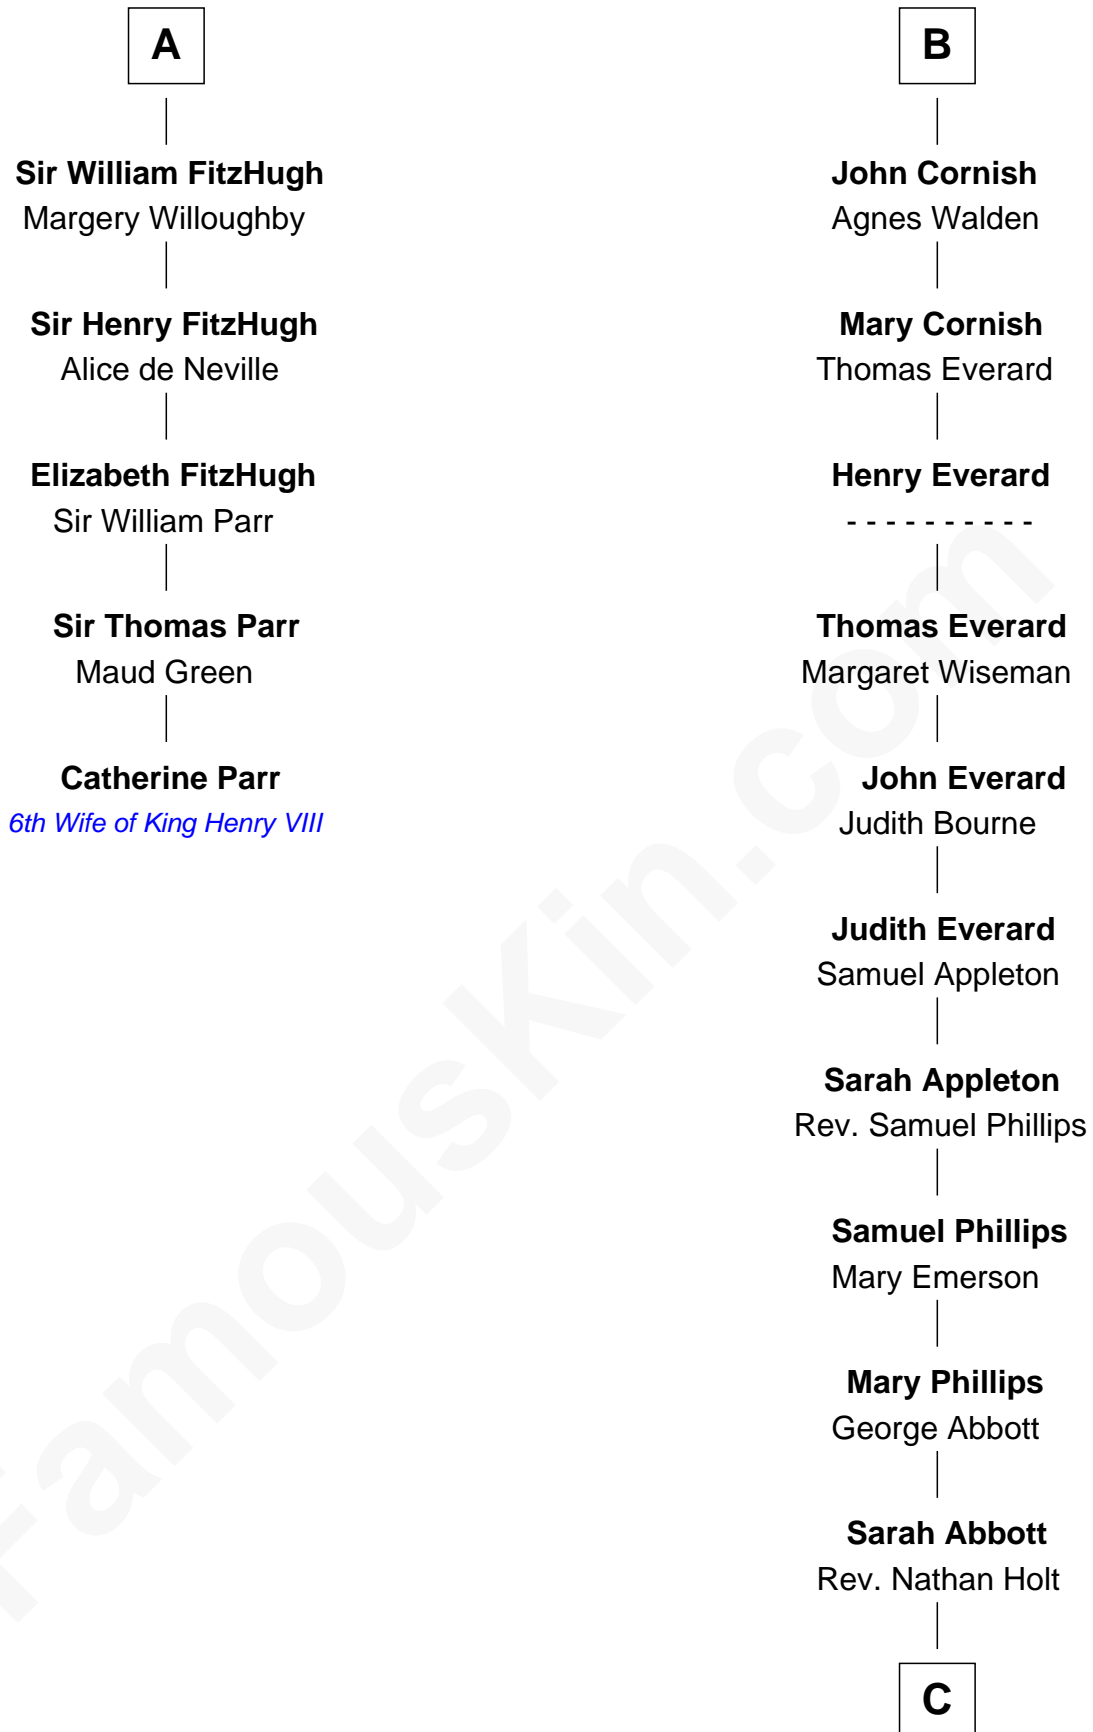 A
Sir William FitzHugh
Margery Willoughby
Sir Henry FitzHugh
Alice de Neville
Elizabeth FitzHugh
Sir William Parr
Sir Thomas Parr
Maud Green
Catherine Parr
6th Wife of King Henry VIII
B
John Cornish
Agnes Walden
Mary Cornish
Thomas Everard
Henry Everard
- - - - - - - - - -
Thomas Everard
Margaret Wiseman
John Everard
Judith Bourne
Judith Everard
Samuel Appleton
Sarah Appleton
Rev. Samuel Phillips
Samuel Phillips
Mary Emerson
Mary Phillips
George Abbott
Sarah Abbott
Rev. Nathan Holt
C
FamousKin.com